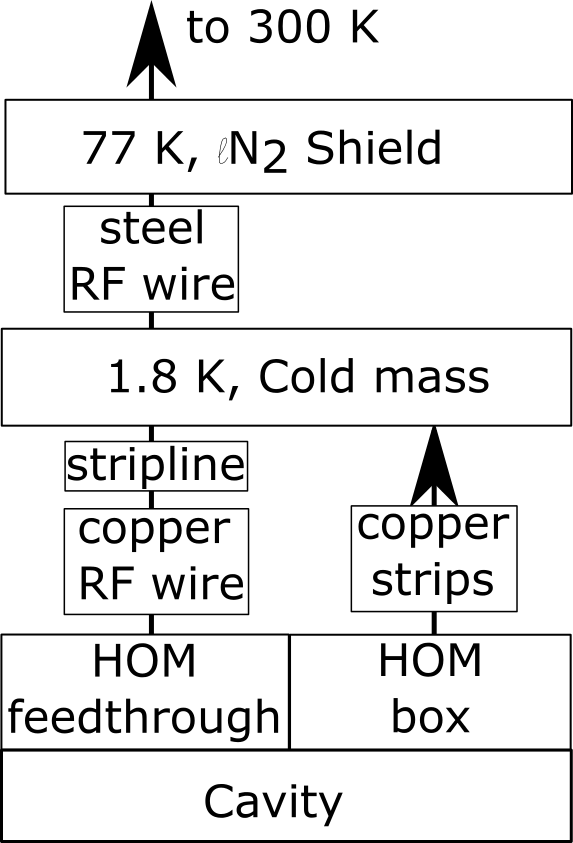 to 300 K
77 K, ℓN2 Shield
steel
RF wire
1.8 K, Cold mass
stripline
copper
RF wire
copper
strips
HOM
feedthrough
HOM
box
Cavity